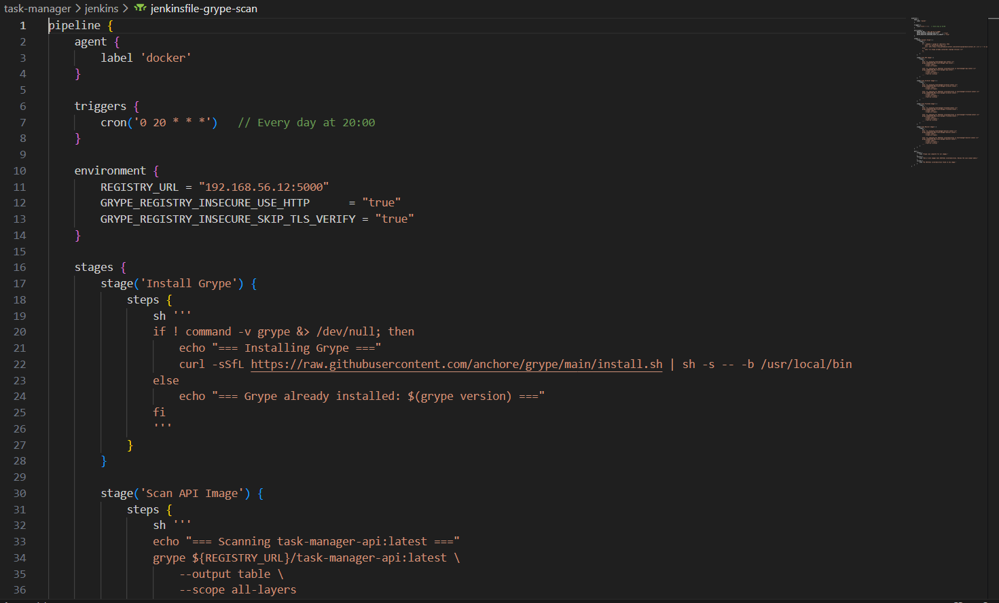 task-manager > jenkins > jenkinsfile-grype-scan
1 pipeline {
2     agent {
3         label 'docker'
4     }
5
6     triggers {
7         cron('0 20 * * *')   // Every day at 20:00
8     }
9
10     environment {
11         REGISTRY_URL = "192.168.56.12:5000"
12         GRYPE_REGISTRY_INSECURE_USE_HTTP      = "true"
13         GRYPE_REGISTRY_INSECURE_SKIP_TLS_VERIFY = "true"
14     }
15
16     stages {
17         stage('Install Grype') {
18             steps {
19                 sh '''
20                 if ! command -v grype &> /dev/null; then
21                     echo "=== Installing Grype ==="
22                     curl -sSfL https://raw.githubusercontent.com/anchore/grype/main/install.sh | sh -s -- -b /usr/local/bin
23                 else
24                     echo "=== Grype already installed: $(grype version) ==="
25                 fi
26                 '''
27             }
28         }
29
30         stage('Scan API Image') {
31             steps {
32                 sh '''
33                 echo "=== Scanning task-manager-api:latest ==="
34                 grype ${REGISTRY_URL}/task-manager-api:latest \
35                     --output table \
36                     --scope all-layers